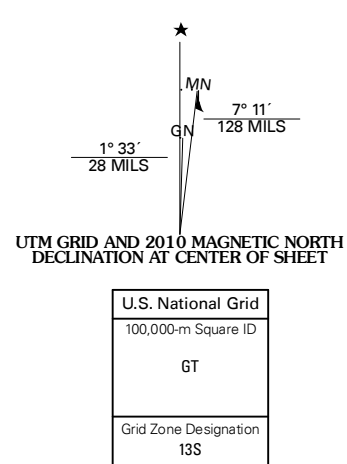 MN
7° 11´
128 MILS
GN
1° 33´
28 MILS
UTM GRID AND 2010 MAGNETIC NORTH
DECLINATION AT CENTER OF SHEET
U.S. National Grid
100,000-m Square ID
GT
Grid Zone Designation
13S